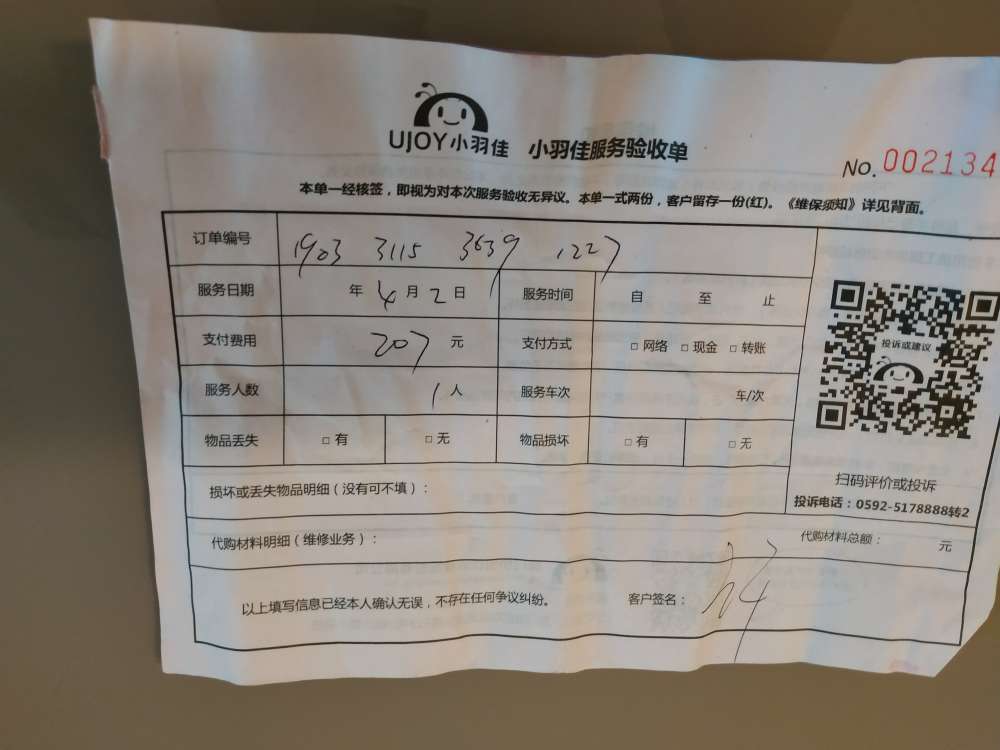 UJOY小羽佳 小羽佳服务验收单
No. 002134
本单一经核签，即视为对本次服务验收无异议。本单一式两份，客户留存一份(红)。《维保须知》详见背面。
订单编号 1903 3115 3639 1227
服务日期 年 4 月 2 日 服务时间 自 至 止
支付费用 207 元 支付方式 □ 网络 □ 现金 □ 转账
服务人数 1 人 服务车次 车/次
物品丢失 □ 有 □ 无 物品损坏 □ 有 □ 无
投诉或建议
扫码评价或投诉
投诉电话：0592-5178888转2
损坏或丢失物品明细（没有可不填）：
代购材料明细（维修业务）： 代购材料总额： 元
以上填写信息已经本人确认无误，不存在任何争议纠纷。 客户签名：